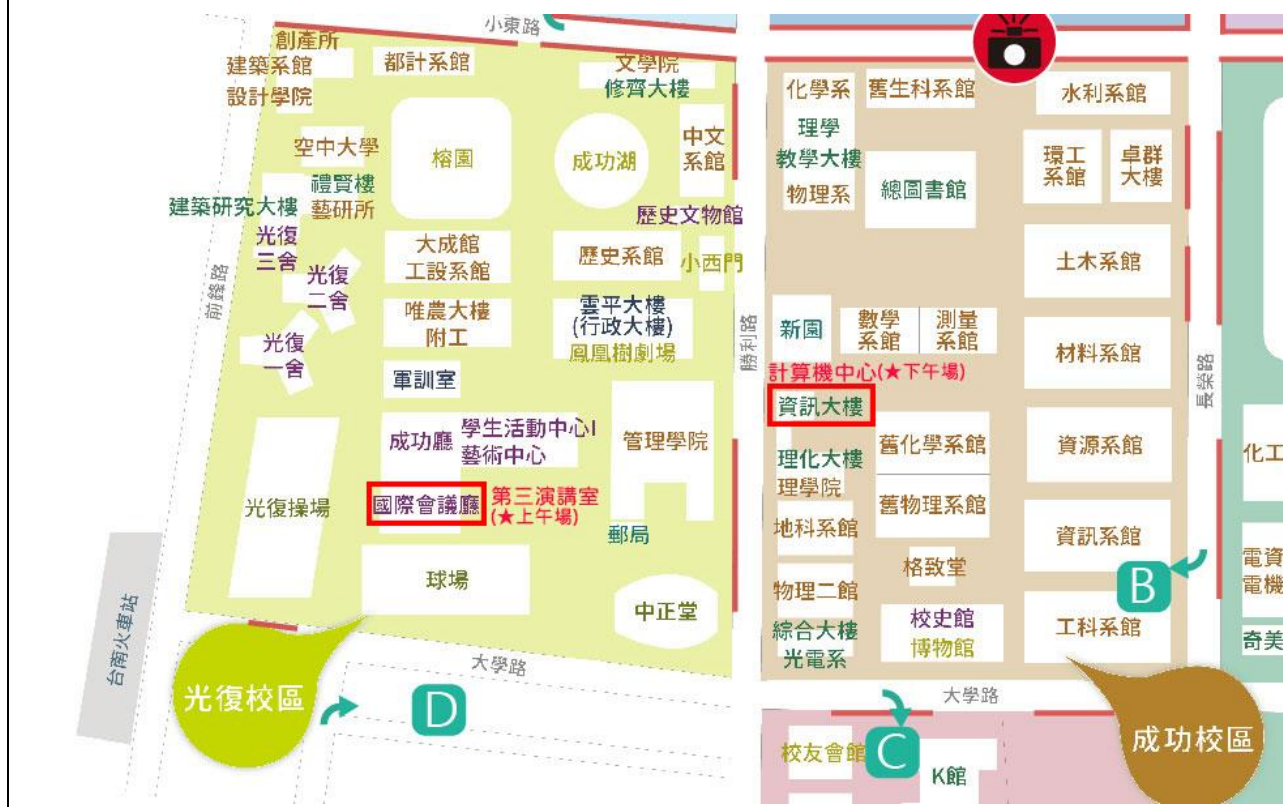 小東路
創產所
建築系館
設計學院
都計系館
文學院
修齊大樓
空中大學
榕園
成功湖
中文
系館
禮賢樓
藝研所
建築研究大樓
歷史文物館
光復
三舍
光復
二舍
光復
一舍
大成館
工設系館
歷史系館
小西門
前鋒路
唯農大樓
附工
雲平大樓
(行政大樓)
鳳凰樹劇場
軍訓室
成功廳
學生活動中心I
藝術中心
管理學院
光復操場
國際會議廳
第三演講室
(★上午場)
郵局
球場
中正堂
台南火車站
光復校區
大學路
D
勝利路
化學系
舊生科系館
水利系館
理學
教學大樓
物理系
總圖書館
環工
系館
卓群
大樓
土木系館
新園
數學
系館
測量
系館
材料系館
計算機中心(★下午場)
資訊大樓
長榮路
理化大樓
理學院
舊化學系館
資源系館
化工
舊物理系館
地科系館
資訊系館
格致堂
B
電資
電機
物理二館
校史館
博物館
工科系館
綜合大樓
光電系
奇美
大學路
校友會館
C
K館
成功校區